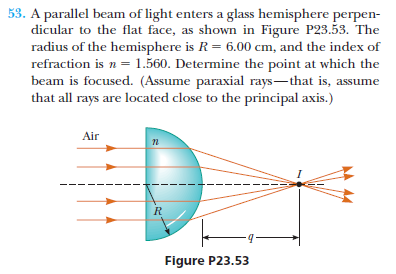 53. A parallel beam of light enters a glass hemisphere perpen-
dicular to the flat face, as shown in Figure P23.53. The
radius of the hemisphere is R = 6.00 cm, and the index of
refraction is n = 1.560. Determine the point at which the
beam is focused. (Assume paraxial rays—that is, assume
that all rays are located close to the principal axis.)
Air
n
I
R
q
Figure P23.53